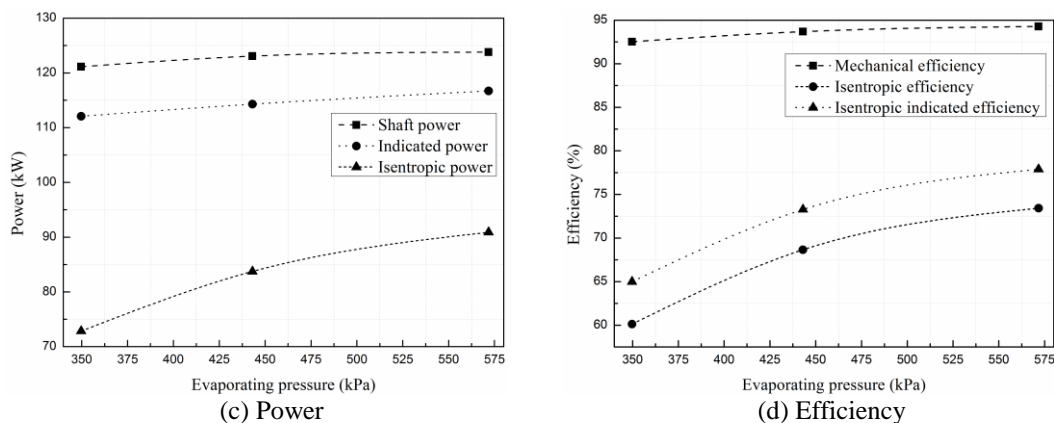 130
120
110
100
90
80
70
Power (kW)
Shaft power
Indicated power
Isentropic power
350 375 400 425 450 475 500 525 550 575
Evaporating pressure (kPa)
(c) Power
95
90
85
80
75
70
65
60
Efficiency (%)
Mechanical efficiency
Isentropic efficiency
Isentropic indicated efficiency
350 375 400 425 450 475 500 525 550 575
Evaporating pressure (kPa)
(d) Efficiency